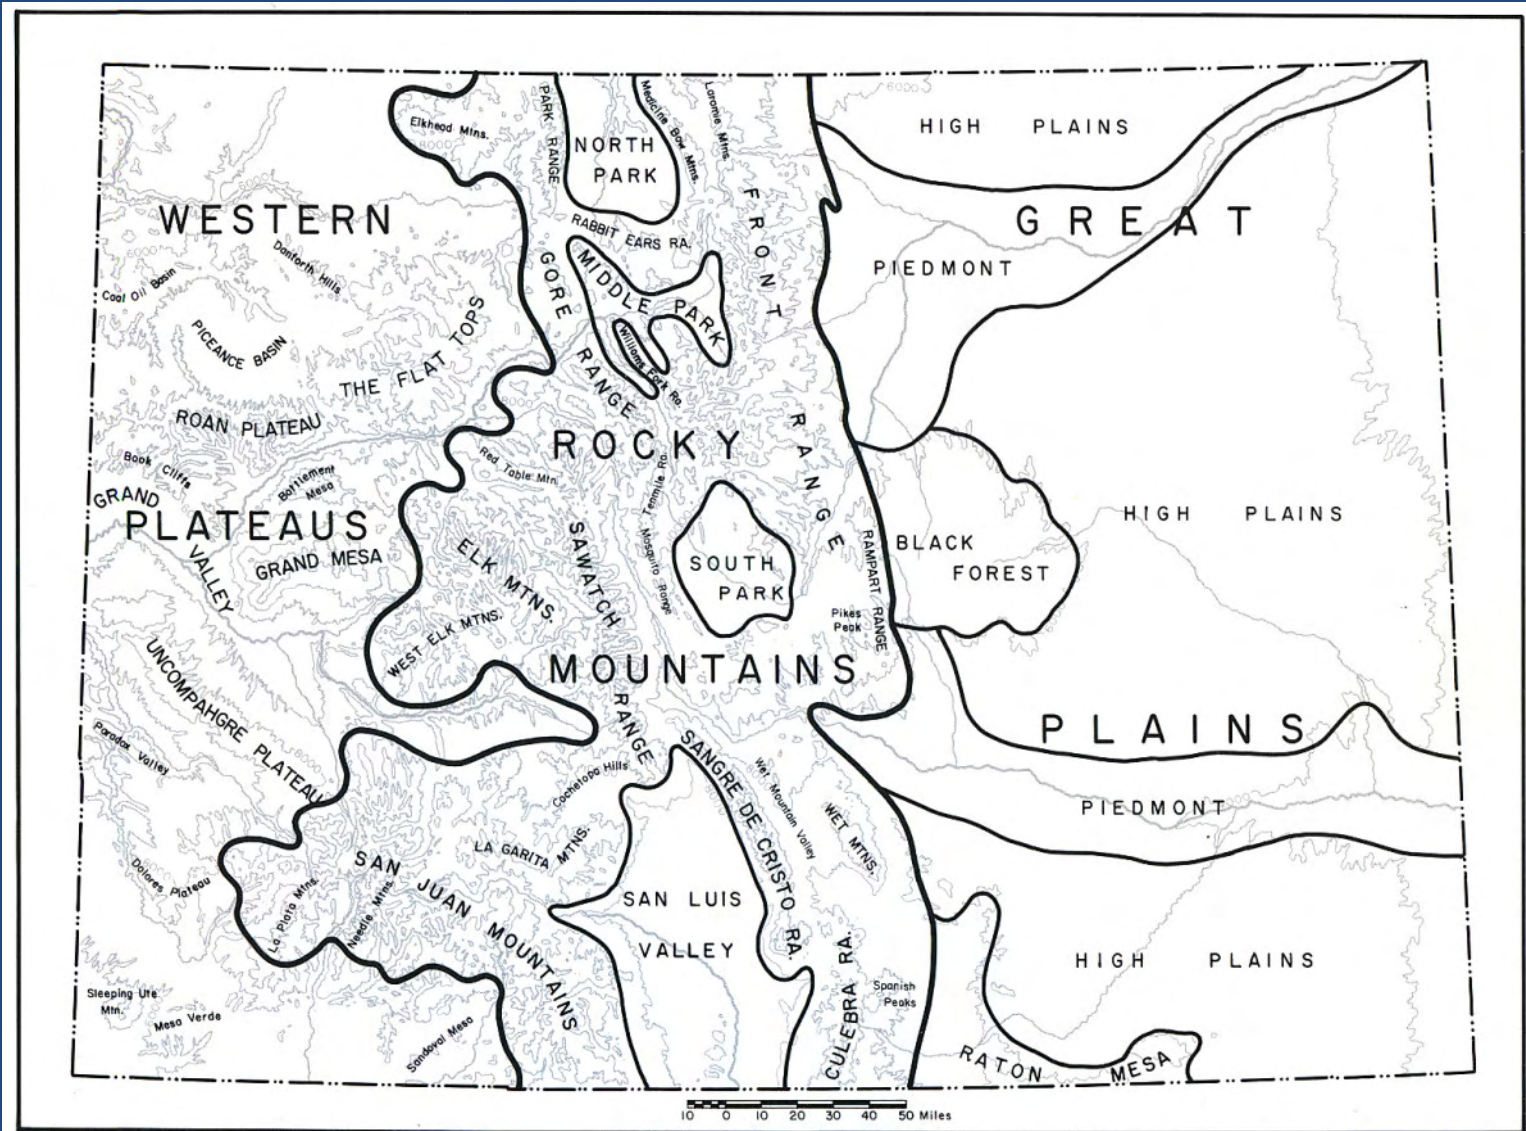 6000
HIGH PLAINS
Elkhead Mtns.
8000
PARK RANGE
NORTH
PARK
Medicine Bow Mtns.
Laramie Mtns.
WESTERN
6000
Danforth Hills
Coal Oil Basin
PICEANCE BASIN
THE FLAT TOPS
ROAN PLATEAU
RABBIT EARS RA.
GORE RANGE
MIDDLE PARK
Williams Fork Ra.
FRONT RANGE
GREAT
PIEDMONT
8000
ROCKY
Book Cliffs
Battlement
Mesa
GRAND VALLEY
PLATEAUS
GRAND MESA
Red Table Mtn.
Tenmile Ra.
Mosquito Range
ELK MTNS.
SAWATCH RANGE
WEST ELK MTNS.
SOUTH
PARK
RAMPART RANGE
Pikes
Peak
BLACK
FOREST
HIGH PLAINS
MOUNTAINS
PLAINS
UNCOMPAHGRE PLATEAU
Paradox Valley
Cochetopa Hills
SANGRE DE CRISTO RA.
Wet Mountain Valley
WET MTNS.
PIEDMONT
LA GARITA MTNS.
SAN JUAN MOUNTAINS
Dolores Plateau
La Plata Mtns.
Needle Mtns.
SAN LUIS
VALLEY
CULEBRA RA.
Spanish
Peaks
HIGH PLAINS
Sleeping Ute
Mtn.
Mesa Verde
Sandoval Mesa
RATON MESA
10 0 10 20 30 40 50 Miles